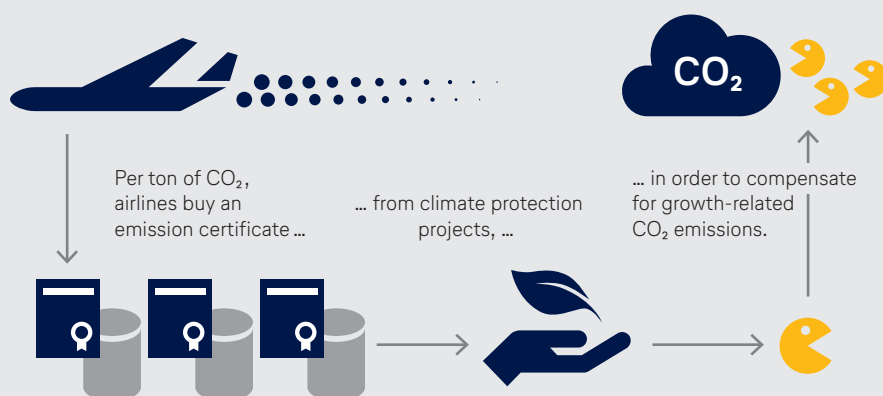 CO₂
Per ton of CO₂,
airlines buy an
emission certificate ...
... from climate protection
projects, ...
... in order to compensate
for growth-related
CO₂ emissions.